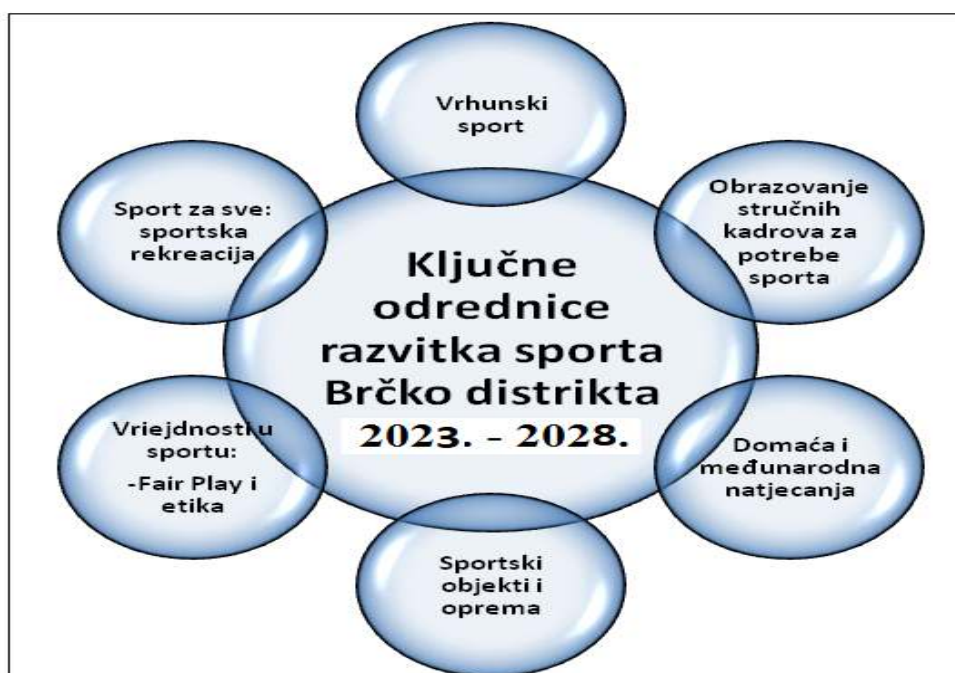 Vrhunski
sport
Obrazovanje
stručnih
kadrova za
potrebe
sporta
Domaća i
međunarodna
natjecanja
Sportski
objekti i
oprema
Vriejdnosti u
sportu:
-Fair Play i
etika
Sport za sve:
sportska
rekreacija
Ključne
odrednice
razvitka sporta
Brčko distrikta
2023. - 2028.